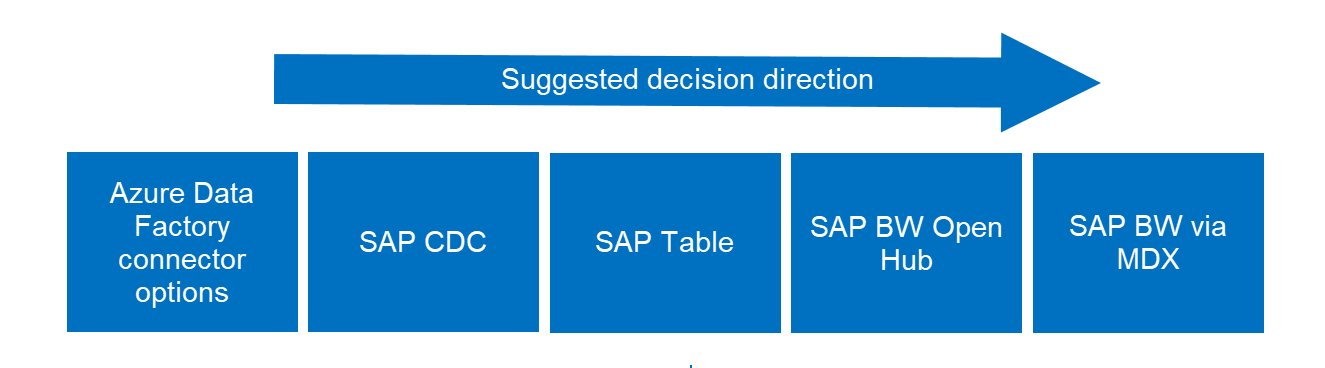 Suggested decision direction
Azure Data
Factory
connector
options
SAP CDC
SAP Table
SAP BW Open
Hub
SAP BW via
MDX